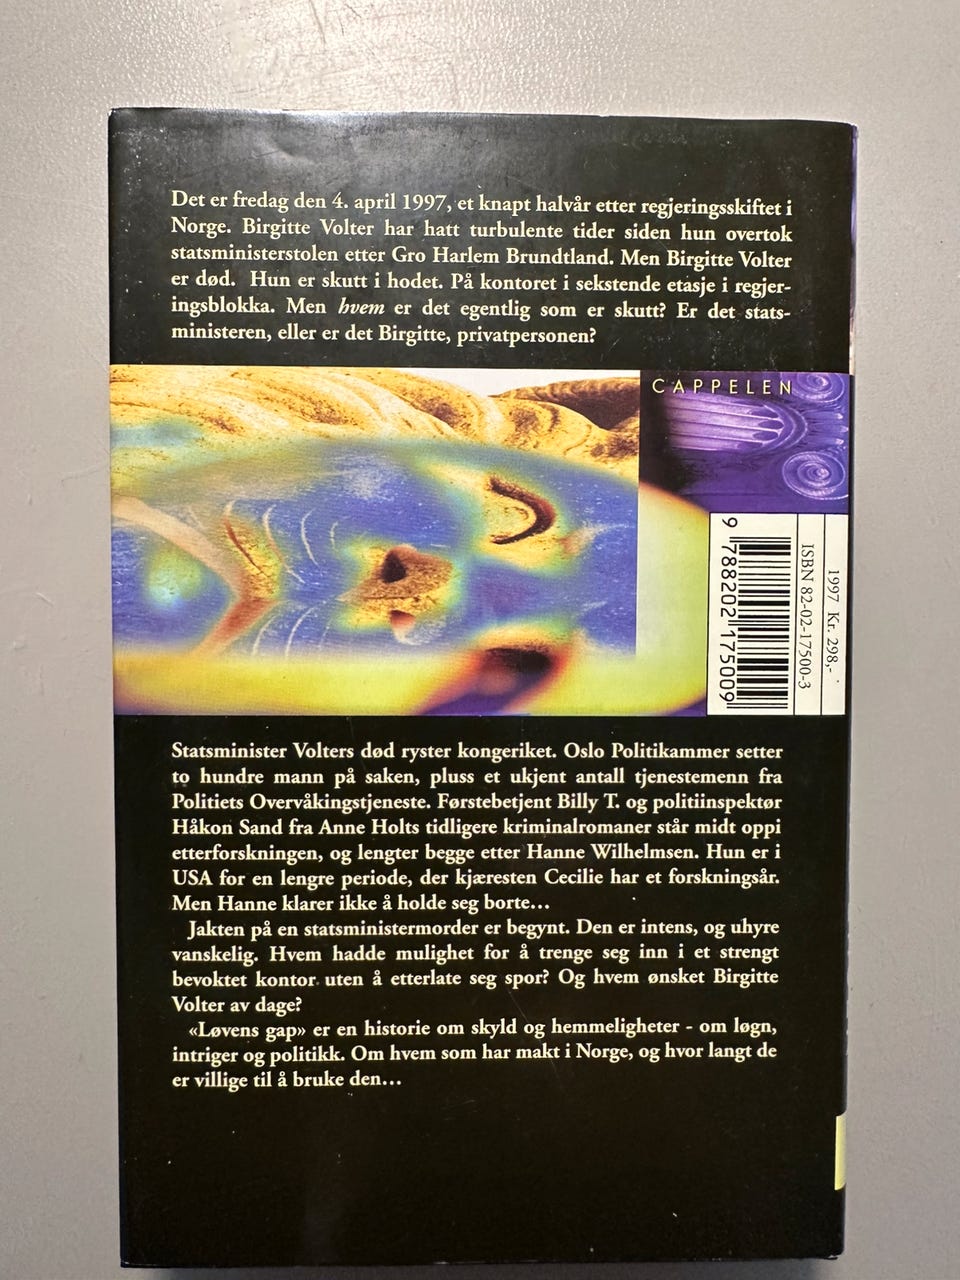 Det er fredag den 4. april 1997, et knapt halvår etter regjeringsskiftet i
Norge. Birgitte Volter har hatt turbulente tider siden hun overtok
statsministerstolen etter Gro Harlem Brundtland. Men Birgitte Volter
er død. Hun er skutt i hodet. På kontoret i sekstende etasje i regjer-
ingsblokka. Men hvem er det egentlig som er skutt? Er det stats-
ministeren, eller er det Birgitte, privatpersonen?
CAPPELEN
1997 Kr. 298,-
ISBN 82-02-17500-3
9 788202 175009
Statsminister Volters død ryster kongeriket. Oslo Politikammer setter
to hundre mann på saken, pluss et ukjent antall tjenestemenn fra
Politiets Overvåkingstjeneste. Førstebetjent Billy T. og politiinspektør
Håkon Sand fra Anne Holts tidligere kriminalromaner står midt oppi
etterforskningen, og lengter begge etter Hanne Wilhelmsen. Hun er i
USA for en lengre periode, der kjæresten Cecilie har et forskningsår.
Men Hanne klarer ikke å holde seg borte...
Jakten på en statsministermorder er begynt. Den er intens, og uhyre
vanskelig. Hvem hadde mulighet for å trenge seg inn i et strengt
bevoktet kontor uten å etterlate seg spor? Og hvem ønsket Birgitte
Volter av dage?
«Løvens gap» er en historie om skyld og hemmeligheter - om løgn,
intriger og politikk. Om hvem som har makt i Norge, og hvor langt de
er villige til å bruke den...